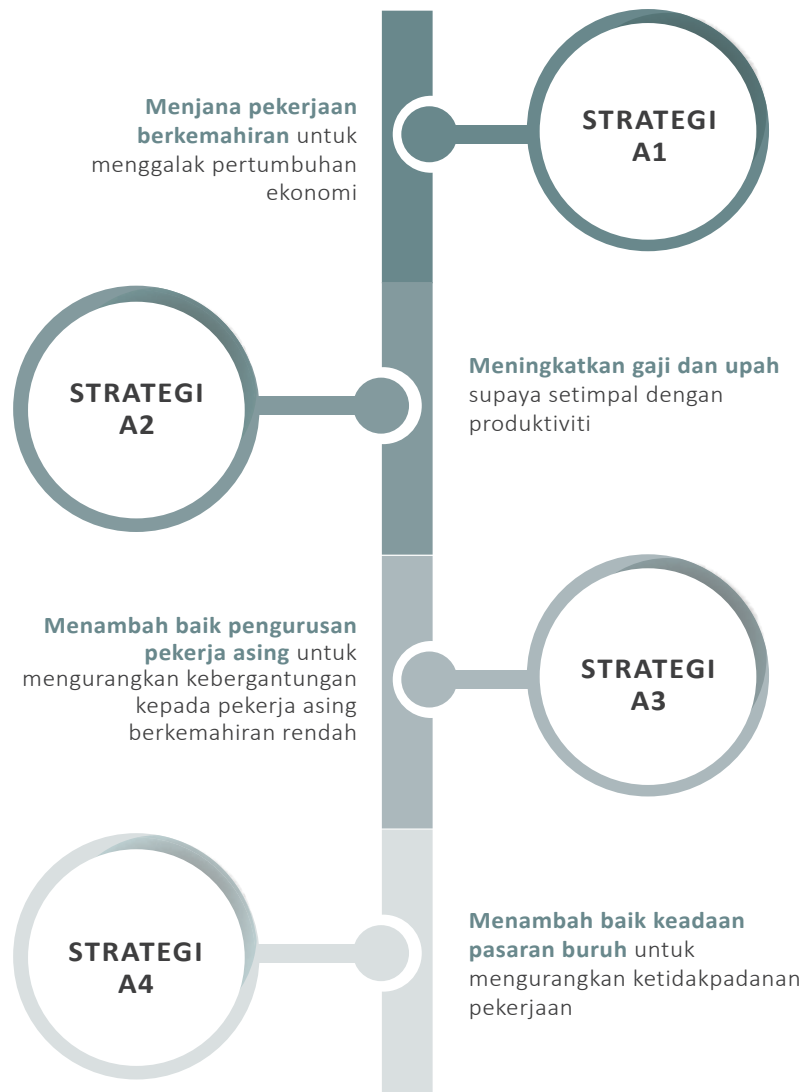 Menjana pekerjaan
berkemahiran untuk
menggalak pertumbuhan
ekonomi
STRATEGI
A1
STRATEGI
A2
Meningkatkan gaji dan upah
supaya setimpal dengan
produktiviti
Menambah baik pengurusan
pekerja asing untuk
mengurangkan kebergantungan
kepada pekerja asing
berkemahiran rendah
STRATEGI
A3
STRATEGI
A4
Menambah baik keadaan
pasaran buruh untuk
mengurangkan ketidakpadanan
pekerjaan